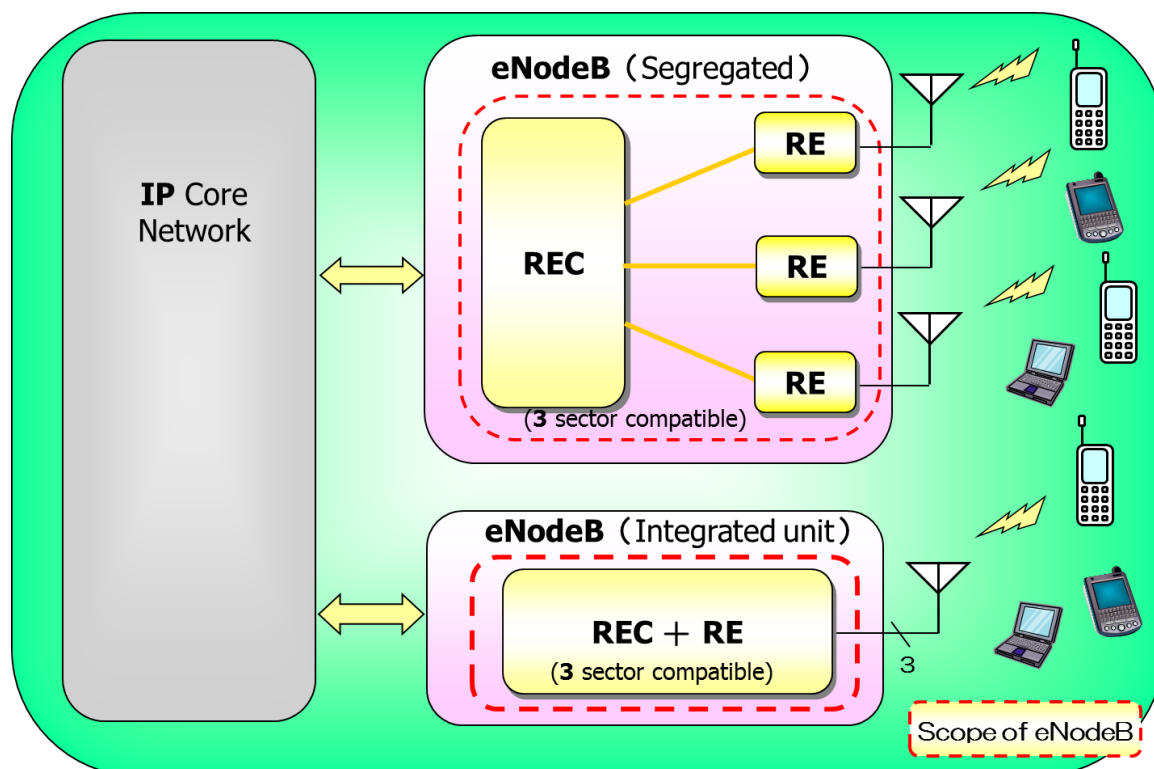 IP Core
Network
eNodeB（Segregated）
REC
RE
RE
RE
(3 sector compatible)
eNodeB（Integrated unit）
REC + RE
(3 sector compatible)
3
Scope of eNodeB